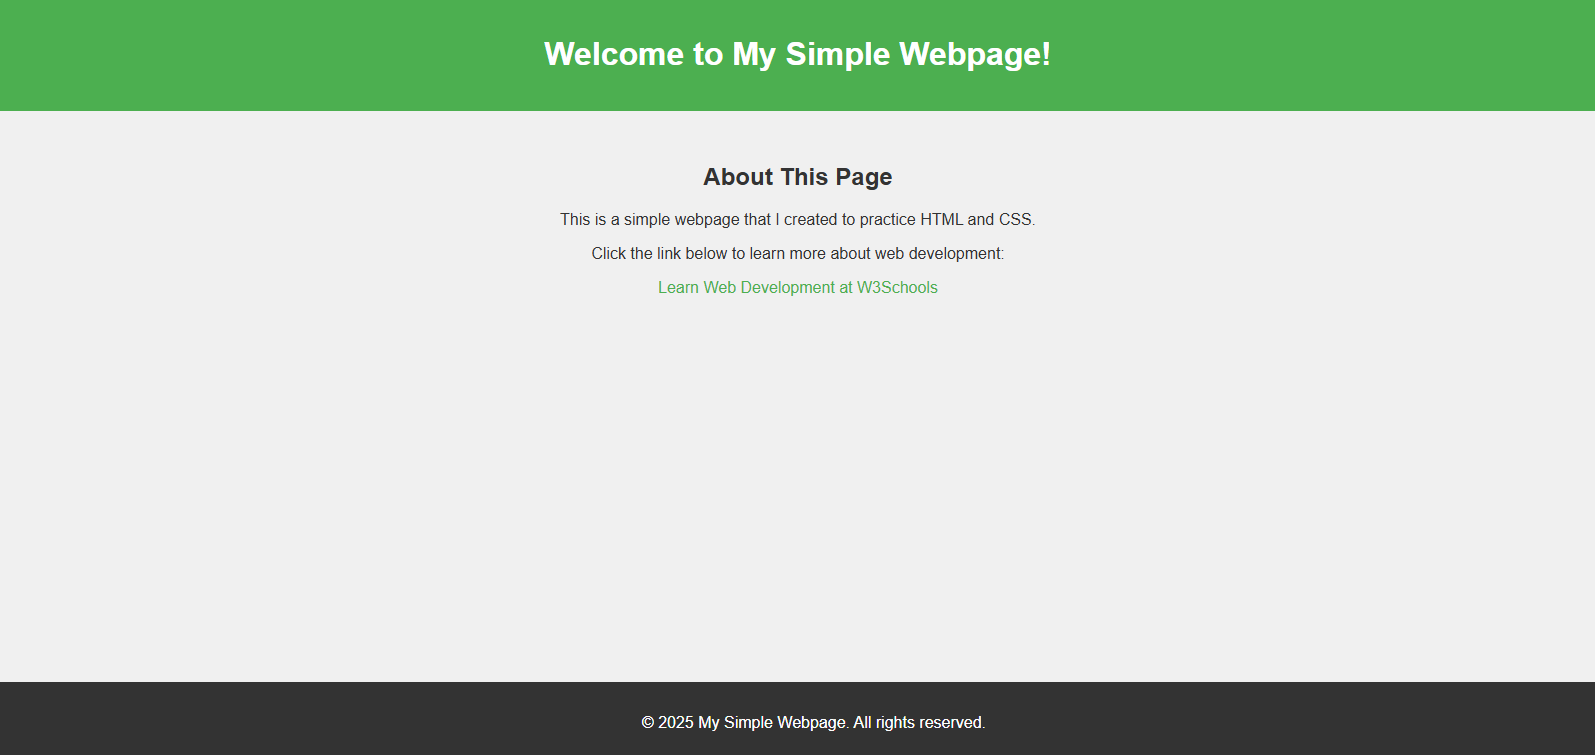 Welcome to My Simple Webpage!
About This Page
This is a simple webpage that I created to practice HTML and CSS.
Click the link below to learn more about web development:
Learn Web Development at W3Schools
© 2025 My Simple Webpage. All rights reserved.